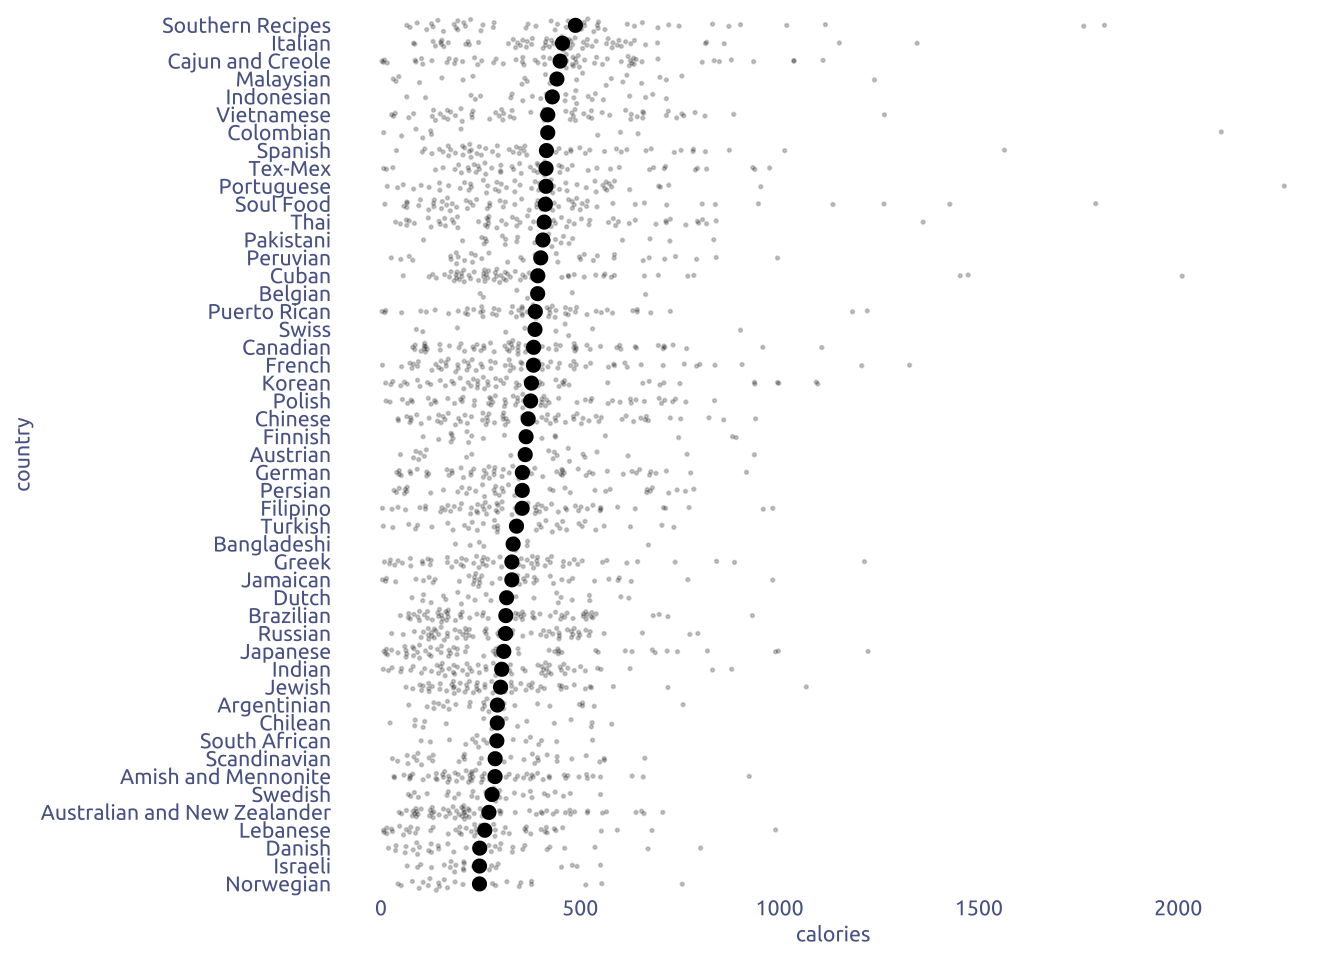 Southern Recipes
Italian
Cajun and Creole
Malaysian
Indonesian
Vietnamese
Colombian
Spanish
Tex-Mex
Portuguese
Soul Food
Thai
Pakistani
Peruvian
Cuban
Belgian
Puerto Rican
Swiss
Canadian
French
Korean
Polish
Chinese
Finnish
Austrian
German
Persian
Filipino
Turkish
Bangladeshi
Greek
Jamaican
Dutch
Brazilian
Russian
Japanese
Indian
Jewish
Argentinian
Chilean
South African
Scandinavian
Amish and Mennonite
Swedish
Australian and New Zealander
Lebanese
Danish
Israeli
Norwegian
country
0 500 1000 1500 2000
calories